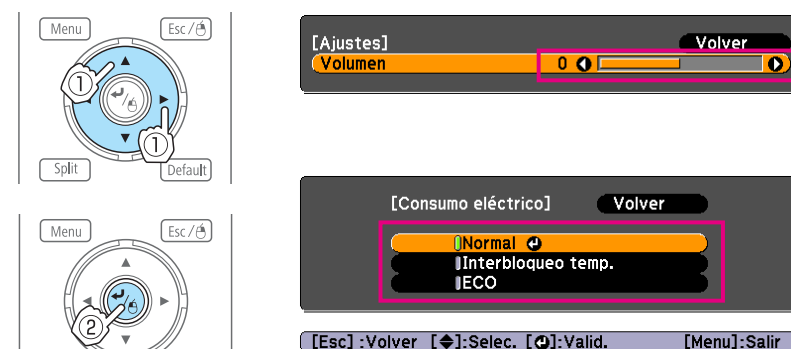 Menu
Esc/
1
1
Split
Default
[Ajustes]
Volver
Volumen
0
Menu
Esc/
2
[Consumo eléctrico]
Volver
Normal
Interbloqueo temp.
ECO
[Esc] :Volver [◆]:Selec. [⏎]:Valid. [Menu]:Salir